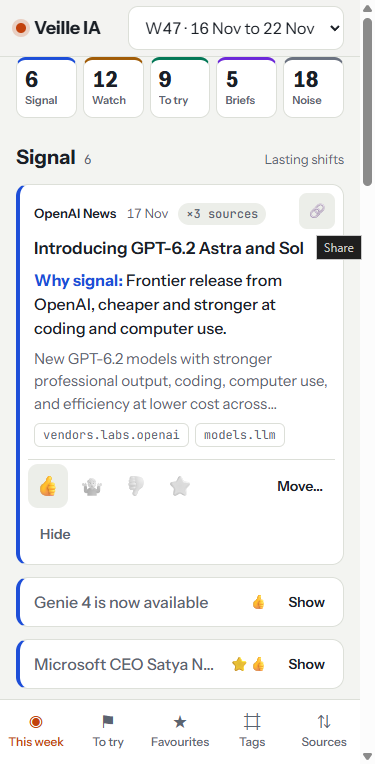 Veille IA
W47 · 16 Nov to 22 Nov
6
Signal
12
Watch
9
To try
5
Briefs
18
Noise
Signal 6
Lasting shifts
OpenAI News 17 Nov ×3 sources
Introducing GPT-6.2 Astra and Sol
Share
Why signal: Frontier release from
OpenAI, cheaper and stronger at
coding and computer use.
New GPT-6.2 models with stronger
professional output, coding, computer use,
and efficiency at lower cost across...
vendors.labs.openai models.llm
Move...
Hide
Genie 4 is now available
Show
Microsoft CEO Satya N...
Show
This week
To try
Favourites
Tags
Sources